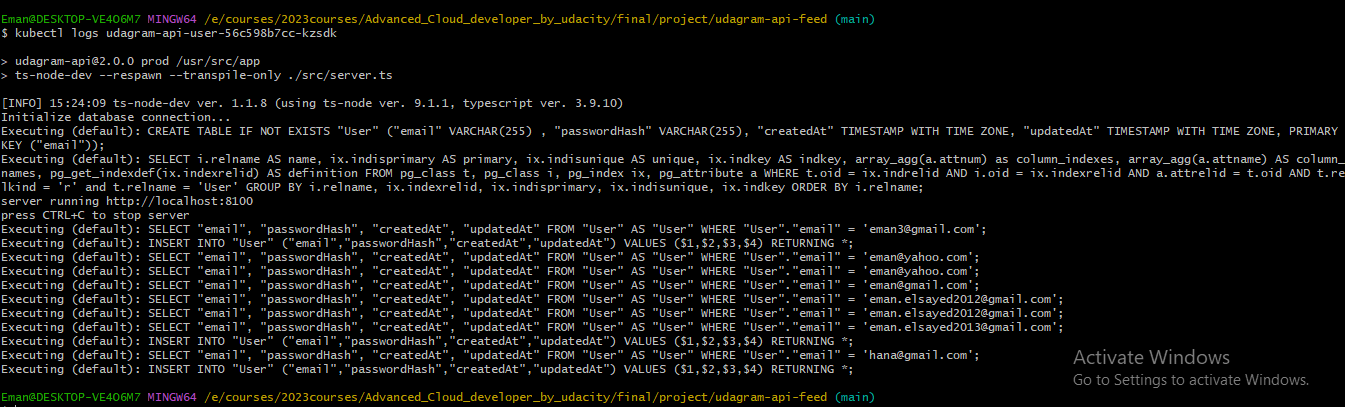 Eman@DESKTOP-VE4O6M7 MINGW64 /e/courses/2023courses/Advanced_Cloud_developer_by_udacity/final/project/udagram-api-feed (main)
$ kubectl logs udagram-api-user-56c598b7cc-kzsdk
> udagram-api@2.0.0 prod /usr/src/app
> ts-node-dev --respawn --transpile-only ./src/server.ts
[INFO] 15:24:09 ts-node-dev ver. 1.1.8 (using ts-node ver. 9.1.1, typescript ver. 3.9.10)
Initialize database connection...
Executing (default): CREATE TABLE IF NOT EXISTS "User" ("email" VARCHAR(255) , "passwordHash" VARCHAR(255), "createdAt" TIMESTAMP WITH TIME ZONE, "updatedAt" TIMESTAMP WITH TIME ZONE, PRIMARY
KEY ("email"));
Executing (default): SELECT i.relname AS name, ix.indisprimary AS primary, ix.indisunique AS unique, ix.indkey AS indkey, array_agg(a.attnum) as column_indexes, array_agg(a.attname) AS column_
names, pg_get_indexdef(ix.indexrelid) AS definition FROM pg_class t, pg_class i, pg_index ix, pg_attribute a WHERE t.oid = ix.indrelid AND i.oid = ix.indexrelid AND a.attrelid = t.oid AND t.re
lkind = 'r' and t.relname = 'User' GROUP BY i.relname, ix.indexrelid, ix.indisprimary, ix.indisunique, ix.indkey ORDER BY i.relname;
server running http://localhost:8100
press CTRL+C to stop server
Executing (default): SELECT "email", "passwordHash", "createdAt", "updatedAt" FROM "User" AS "User" WHERE "User"."email" = 'eman3@gmail.com';
Executing (default): INSERT INTO "User" ("email","passwordHash","createdAt","updatedAt") VALUES ($1,$2,$3,$4) RETURNING *;
Executing (default): SELECT "email", "passwordHash", "createdAt", "updatedAt" FROM "User" AS "User" WHERE "User"."email" = 'eman@yahoo.com';
Executing (default): SELECT "email", "passwordHash", "createdAt", "updatedAt" FROM "User" AS "User" WHERE "User"."email" = 'eman@yahoo.com';
Executing (default): SELECT "email", "passwordHash", "createdAt", "updatedAt" FROM "User" AS "User" WHERE "User"."email" = 'eman@gmail.com';
Executing (default): SELECT "email", "passwordHash", "createdAt", "updatedAt" FROM "User" AS "User" WHERE "User"."email" = 'eman.elsayed2012@gmail.com';
Executing (default): SELECT "email", "passwordHash", "createdAt", "updatedAt" FROM "User" AS "User" WHERE "User"."email" = 'eman.elsayed2012@gmail.com';
Executing (default): SELECT "email", "passwordHash", "createdAt", "updatedAt" FROM "User" AS "User" WHERE "User"."email" = 'eman.elsayed2013@gmail.com';
Executing (default): INSERT INTO "User" ("email","passwordHash","createdAt","updatedAt") VALUES ($1,$2,$3,$4) RETURNING *;
Executing (default): SELECT "email", "passwordHash", "createdAt", "updatedAt" FROM "User" AS "User" WHERE "User"."email" = 'hana@gmail.com';
Executing (default): INSERT INTO "User" ("email","passwordHash","createdAt","updatedAt") VALUES ($1,$2,$3,$4) RETURNING *;
Activate Windows
Go to Settings to activate Windows.
Eman@DESKTOP-VE4O6M7 MINGW64 /e/courses/2023courses/Advanced_Cloud_developer_by_udacity/final/project/udagram-api-feed (main)